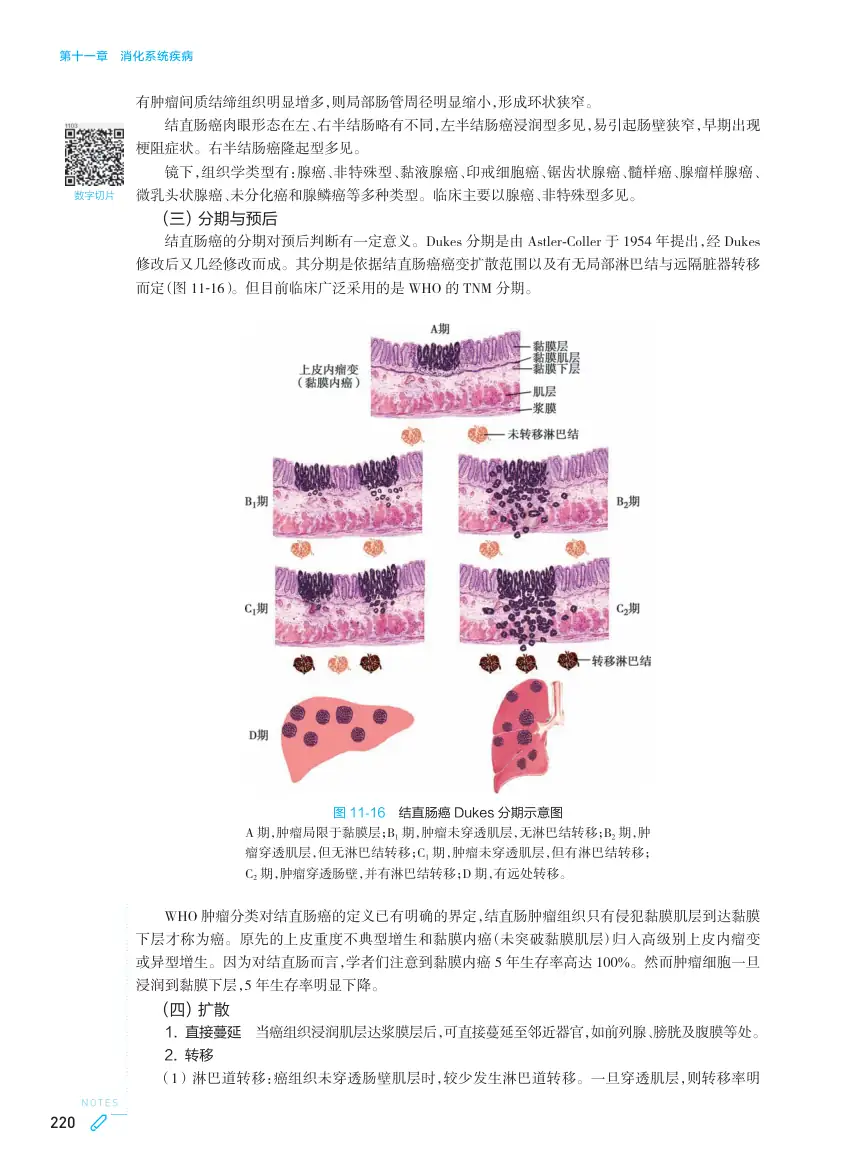 第十一章 消化系统疾病
有肿瘤间质结缔组织明显增多,则局部肠管周径明显缩小,形成环状狭窄。
结直肠癌肉眼形态在左、右半结肠略有不同,左半结肠癌浸润型多见,易引起肠壁狭窄,早期出现
梗阻症状。右半结肠癌隆起型多见。
1103
数字切片
镜下,组织学类型有:腺癌、非特殊型、黏液腺癌、印戒细胞癌、锯齿状腺癌、髓样癌、腺瘤样腺癌、
微乳头状腺癌、未分化癌和腺鳞癌等多种类型。临床主要以腺癌、非特殊型多见。
(三)分期与预后
结直肠癌的分期对预后判断有一定意义。Dukes 分期是由 Astler-Coller 于 1954 年提出,经 Dukes
修改后又几经修改而成。其分期是依据结直肠癌癌变扩散范围以及有无局部淋巴结与远隔脏器转移
而定(图 11-16)。但目前临床广泛采用的是 WHO 的 TNM 分期。
A期
上皮内瘤变
(黏膜内癌)
黏膜层
黏膜肌层
黏膜下层
肌层
浆膜
未转移淋巴结
B₁期
B₂期
C₁期
C₂期
转移淋巴结
D期
图 11-16 结直肠癌 Dukes 分期示意图
A 期,肿瘤局限于黏膜层;B₁ 期,肿瘤未穿透肌层,无淋巴结转移;B₂ 期,肿
瘤穿透肌层,但无淋巴结转移;C₁ 期,肿瘤未穿透肌层,但有淋巴结转移;
C₂ 期,肿瘤穿透肠壁,并有淋巴结转移;D 期,有远处转移。
WHO 肿瘤分类对结直肠癌的定义已有明确的界定,结直肠肿瘤组织只有侵犯黏膜肌层到达黏膜
下层才称为癌。原先的上皮重度不典型增生和黏膜内癌(未突破黏膜肌层)归入高级别上皮内瘤变
或异型增生。因为对结直肠而言,学者们注意到黏膜内癌 5 年生存率高达 100%。然而肿瘤细胞一旦
浸润到黏膜下层,5 年生存率明显下降。
(四)扩散
1. 直接蔓延 当癌组织浸润肌层达浆膜层后,可直接蔓延至邻近器官,如前列腺、膀胱及腹膜等处。
2. 转移
(1)淋巴道转移:癌组织未穿透肠壁肌层时,较少发生淋巴道转移。一旦穿透肌层,则转移率明
NOTES
220